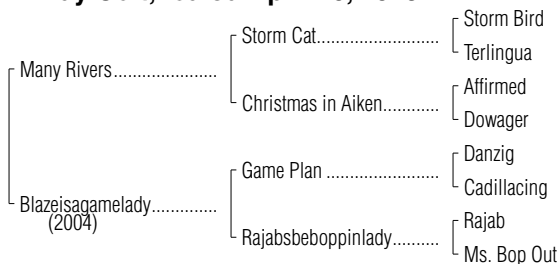 Storm Bird
Storm Cat..............................
Terlingua
Many Rivers.........................
Affirmed
Christmas in Aiken.............
Dowager
Danzig
Game Plan ..........................
Cadillacing
Blazeisagamelady................
(2004)
Rajab
Rajabsbeboppinlady...........
Ms. Bop Out